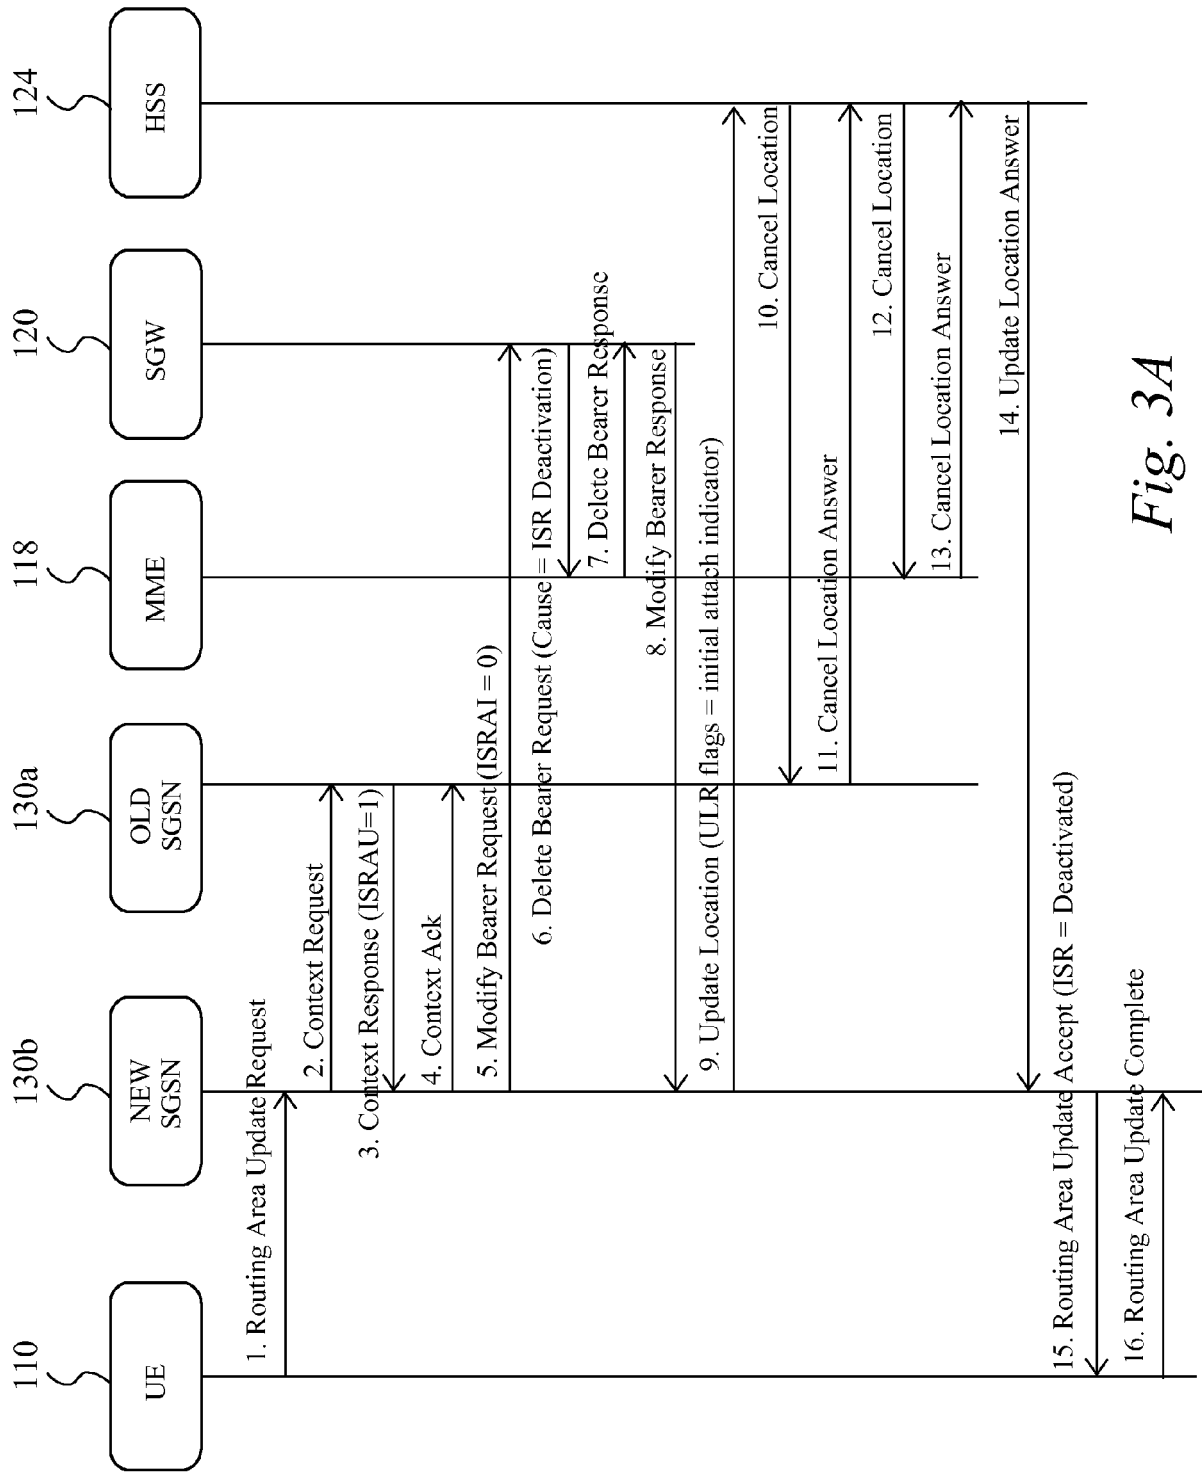 110
130b
130a
118
120
124
UE
NEW
SGSN
OLD
SGSN
MME
SGW
HSS
1. Routing Area Update Request
2. Context Request
3. Context Response (ISRAU=1)
4. Context Ack
5. Modify Bearer Request (ISRAI = 0)
6. Delete Bearer Request (Cause = ISR Deactivation)
7. Delete Bearer Response
8. Modify Bearer Response
9. Update Location (ULR flags = initial attach indicator)
10. Cancel Location
11. Cancel Location Answer
12. Cancel Location
13. Cancel Location Answer
14. Update Location Answer
15. Routing Area Update Accept (ISR = Deactivated)
16. Routing Area Update Complete
Fig. 3A